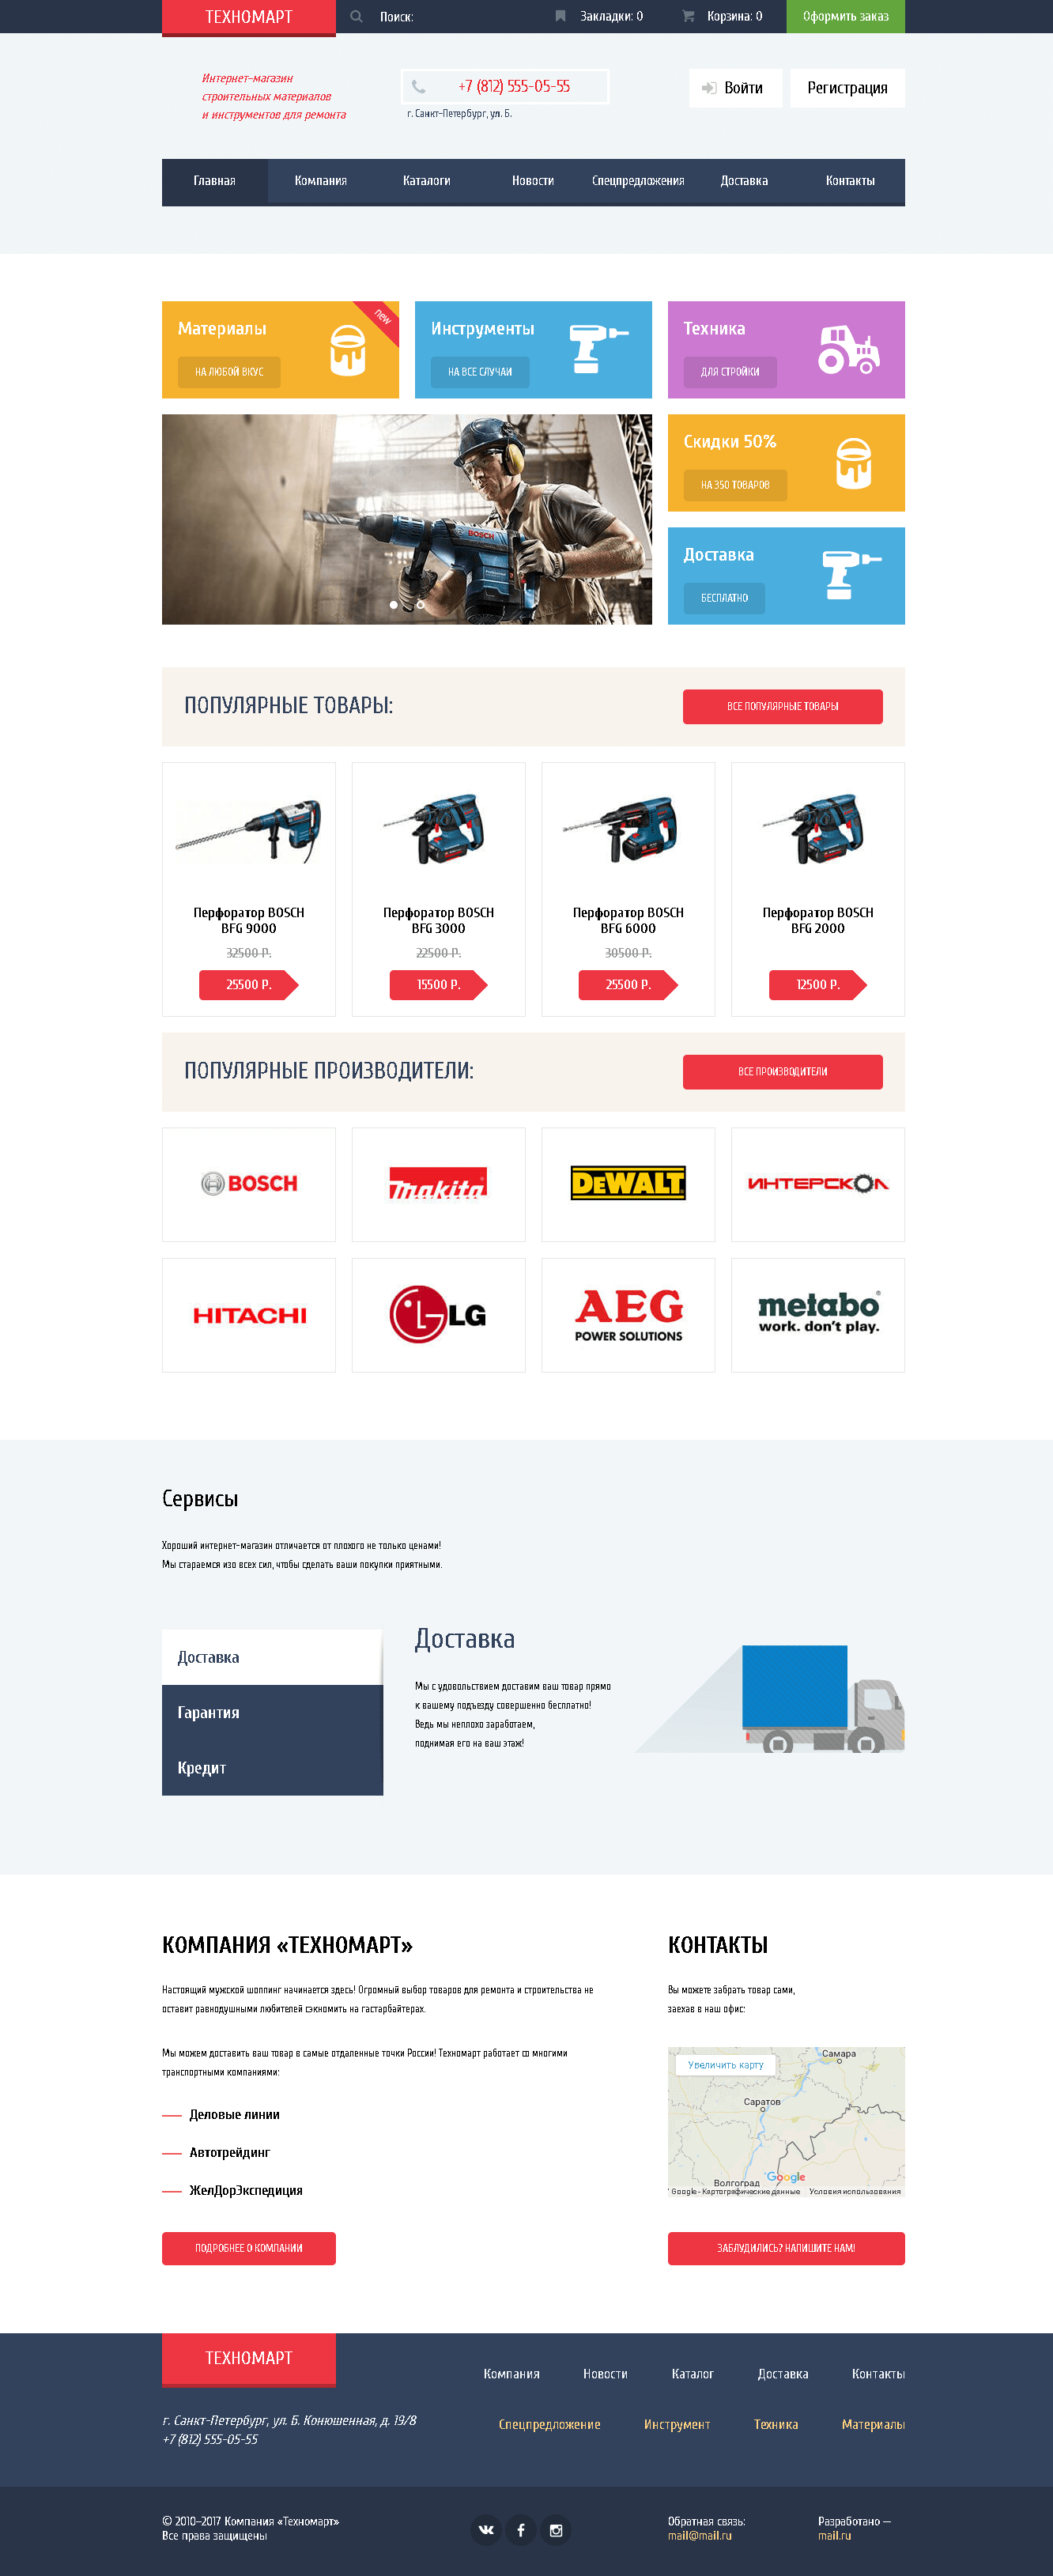 ТЕХНОМАРТ
Поиск:
Закладки: 0
Корзина: 0
Оформить заказ
Интернет-магазин
строительных материалов
и инструментов для ремонта
+7 (812) 555-05-55
г. Санкт-Петербург, ул. Б.
Войти
Регистрация
Главная
Компания
Каталоги
Новости
Спецпредложения
Доставка
Контакты
Материалы
НА ЛЮБОЙ ВКУС
new
Инструменты
НА ВСЕ СЛУЧАИ
Техника
ДЛЯ СТРОЙКИ
BOSCH
Скидки 50%
НА 350 ТОВАРОВ
Доставка
БЕСПЛАТНО
ПОПУЛЯРНЫЕ ТОВАРЫ:
ВСЕ ПОПУЛЯРНЫЕ ТОВАРЫ
Перфоратор BOSCH
BFG 9000
32500 Р.
25500 Р.
Перфоратор BOSCH
BFG 3000
22500 Р.
15500 Р.
Перфоратор BOSCH
BFG 6000
30500 Р.
25500 Р.
Перфоратор BOSCH
BFG 2000
12500 Р.
ПОПУЛЯРНЫЕ ПРОИЗВОДИТЕЛИ:
ВСЕ ПРОИЗВОДИТЕЛИ
BOSCH
makita
DEWALT
ИНТЕРСКОЛ
HITACHI
LG
AEG
POWER SOLUTIONS
metabo®
work. don't play.
Сервисы
Хороший интернет-магазин отличается от плохого не только ценами!
Мы стараемся изо всех сил, чтобы сделать ваши покупки приятными.
Доставка
Гарантия
Кредит
Доставка
Мы с удовольствием доставим ваш товар прямо
к вашему подъезду совершенно бесплатно!
Ведь мы неплохо заработаем,
поднимая его на ваш этаж!
КОМПАНИЯ «ТЕХНОМАРТ»
Настоящий мужской шоппинг начинается здесь! Огромный выбор товаров для ремонта и строительства не
оставит равнодушными любителей сэкномить на гастарбайтерах.
Мы можем доставить ваш товар в самые отдаленные точки России! Техномарт работает со многими
транспортными компаниями:
Деловые линии
Автотрейдинг
ЖелДорЭкспедиция
ПОДРОБНЕЕ О КОМПАНИИ
КОНТАКТЫ
Вы можете забрать товар сами,
заехав в наш офис:
Увеличить карту
Самара
Саратов
Волгоград
Google
Google - Картографические данные
Условия использования
ЗАБЛУДИЛИСЬ? НАПИШИТЕ НАМ!
ТЕХНОМАРТ
г. Санкт-Петербург, ул. Б. Конюшенная, д. 19/8
+7 (812) 555-05-55
Компания
Новости
Каталог
Доставка
Контакты
Спецпредложение
Инструмент
Техника
Материалы
© 2010–2017 Компания «Техномарт»
Все права защищены
Обратная связь:
mail@mail.ru
Разработано —
mail.ru